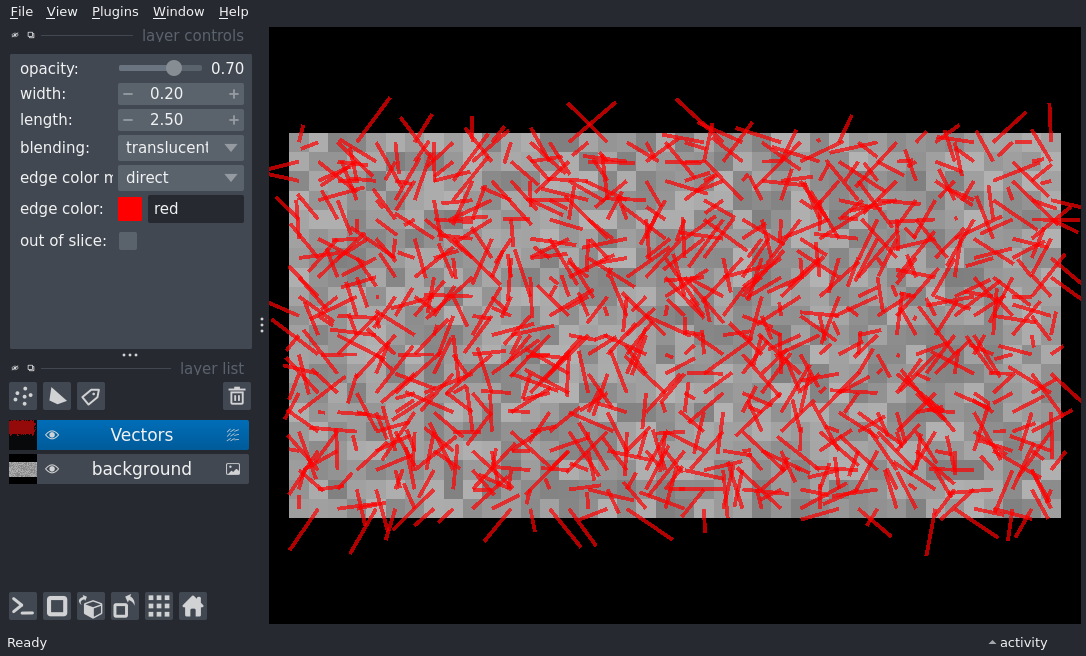 File View Plugins Window Help
layer controls
opacity: 0.70
width: − 0.20 +
length: − 2.50 +
blending: translucent
edge color m direct
edge color: red
out of slice:
layer list
Vectors
background
Ready
activity